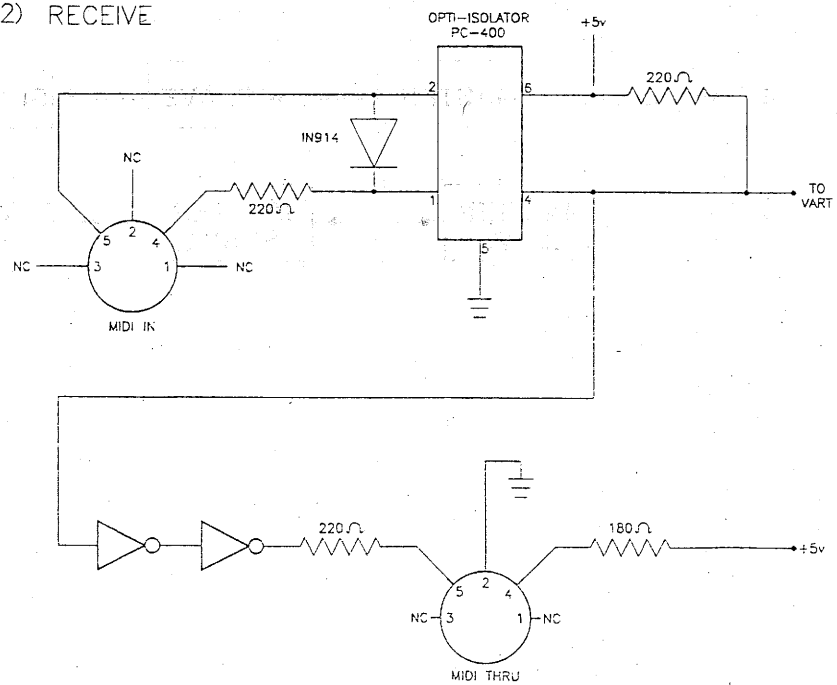 2) RECEIVE
OPTI-ISOLATOR
PC-400
+5v
220Ω
2
6
IN914
NC
220Ω
1
4
TO
VART
5
2
4
5
NC
3
1
NC
MIDI IN
220Ω
180Ω
+5v
5
2
4
NC
3
1
NC
MIDI THRU